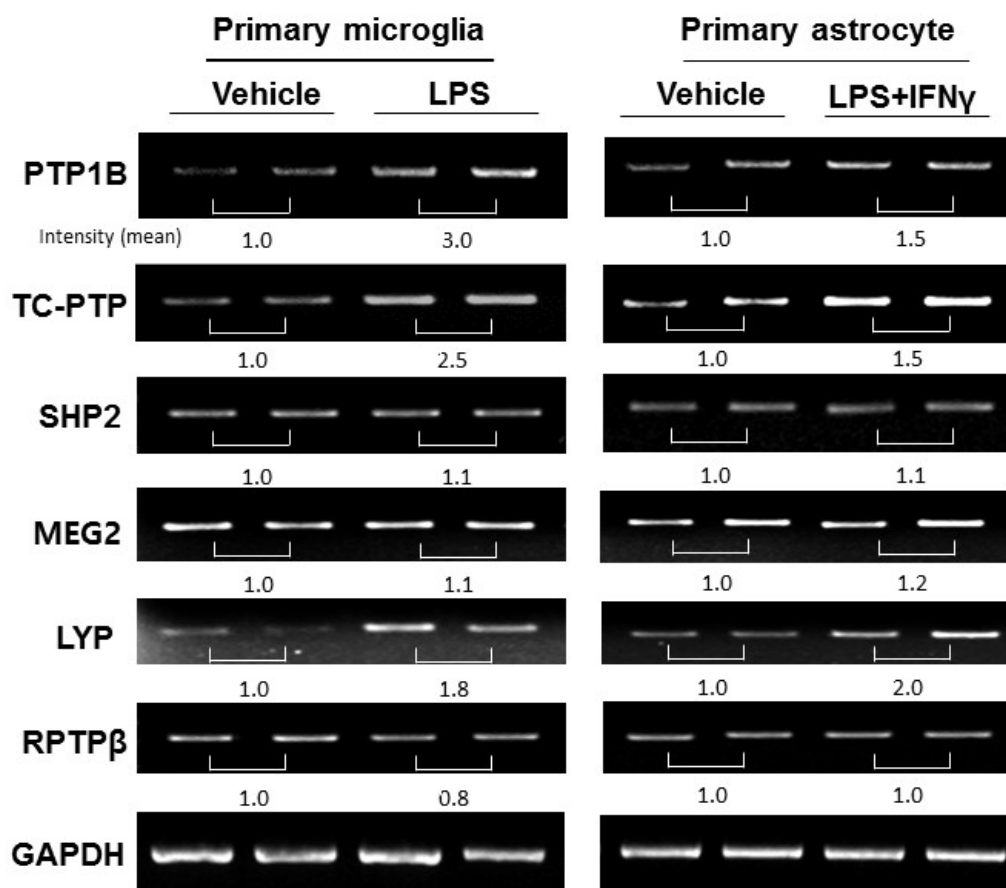 Primary microglia Primary astrocyte
Vehicle LPS Vehicle LPS+IFNγ
PTP1B
Intensity (mean) 1.0 3.0 1.0 1.5
TC-PTP
1.0 2.5 1.0 1.5
SHP2
1.0 1.1 1.0 1.1
MEG2
1.0 1.1 1.0 1.2
LYP
1.0 1.8 1.0 2.0
RPTPβ
1.0 0.8 1.0 1.0
GAPDH